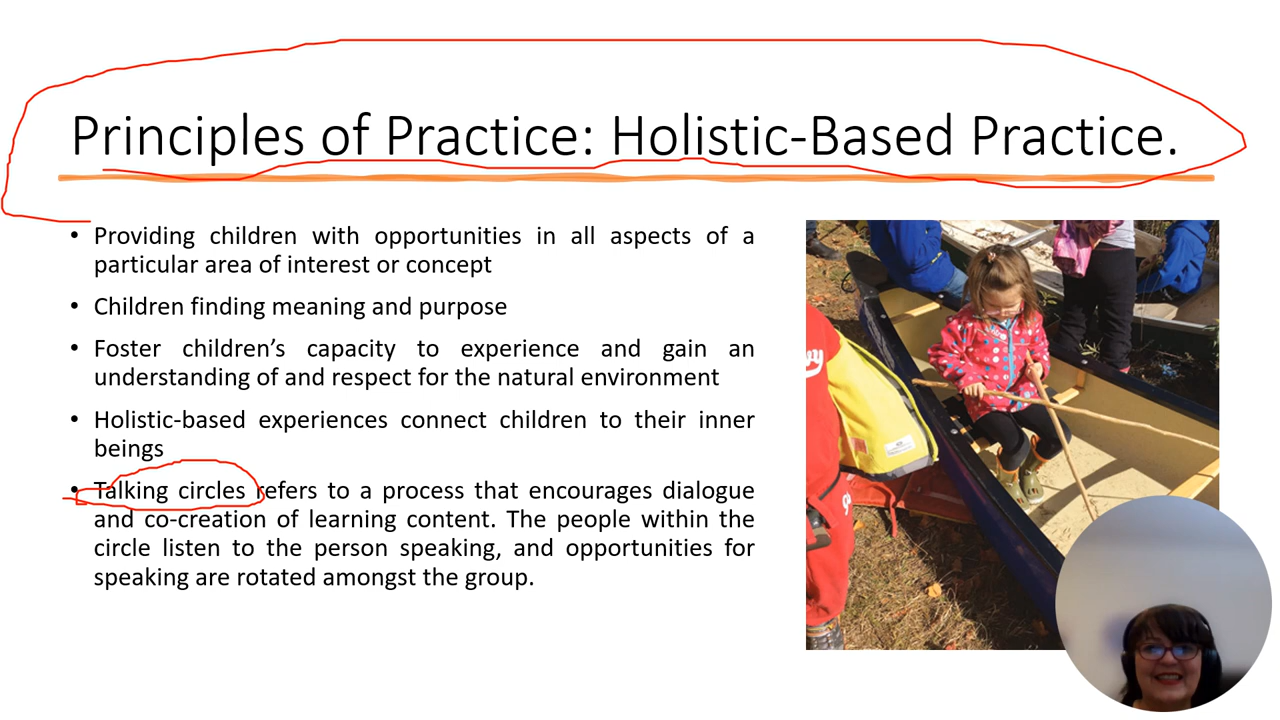 Principles of Practice: Holistic-Based Practice.
• Providing children with opportunities in all aspects of a
particular area of interest or concept
• Children finding meaning and purpose
• Foster children’s capacity to experience and gain an
understanding of and respect for the natural environment
• Holistic-based experiences connect children to their inner
beings
• Talking circles refers to a process that encourages dialogue
and co-creation of learning content. The people within the
circle listen to the person speaking, and opportunities for
speaking are rotated amongst the group.